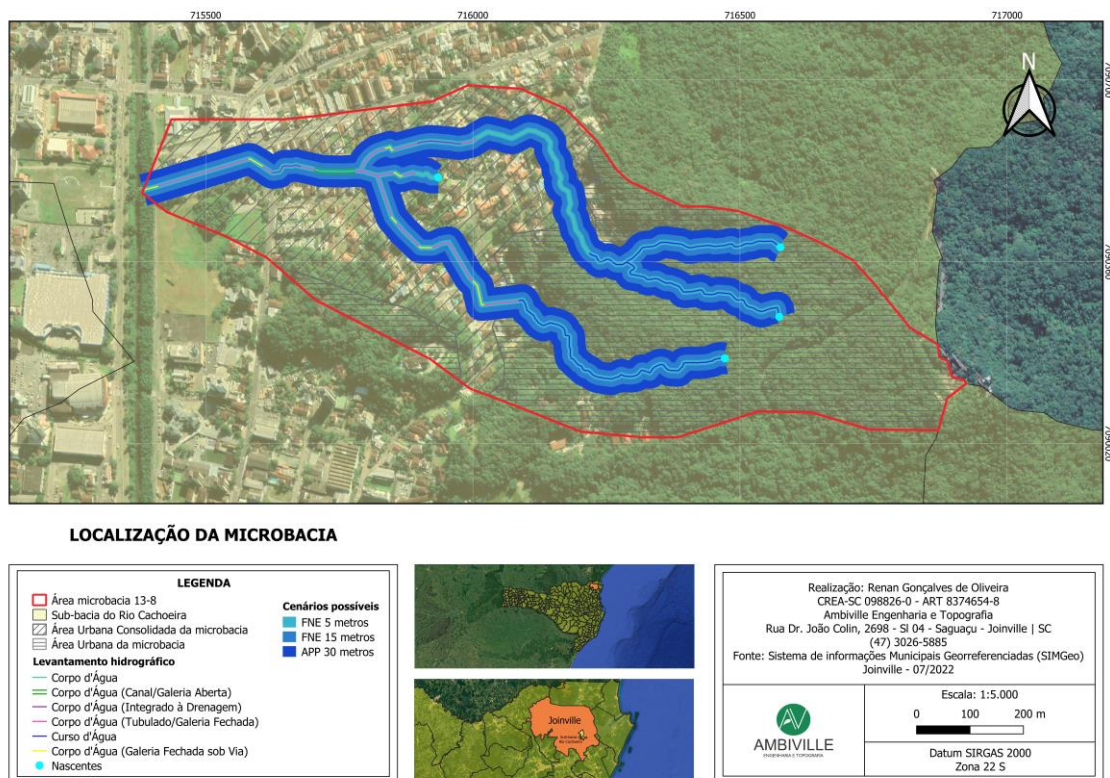 715500
716000
716500
717000
N
LOCALIZAÇÃO DA MICROBACIA
LEGENDA
Área microbacia 13-8
Sub-bacia do Rio Cachoeira
Área Urbana Consolidada da microbacia
Área Urbana da microbacia
Levantamento hidrográfico
Corpo d'Água
Corpo d'Água (Canal/Galeria Aberta)
Corpo d'Água (Integrado à Drenagem)
Corpo d'Água (Tubulado/Galeria Fechada)
Curso d'Água
Corpo d'Água (Galeria Fechada sob Via)
Nascentes
Cenários possíveis
FNE 5 metros
FNE 15 metros
APP 30 metros
Joinville
Realização: Renan Gonçalves de Oliveira
CREA-SC 098826-0 - ART 8374654-8
Ambiville Engenharia e Topografia
Rua Dr. João Colin, 2698 - Sl 04 - Saguaçu - Joinville | SC
(47) 3026-5885
Fonte: Sistema de informações Municipais Georreferenciadas (SIMGeo)
Joinville - 07/2022
AMBIVILLE
ENGENHARIA E TOPOGRAFIA
Escala: 1:5.000
0 100 200 m
Datum SIRGAS 2000
Zona 22 S